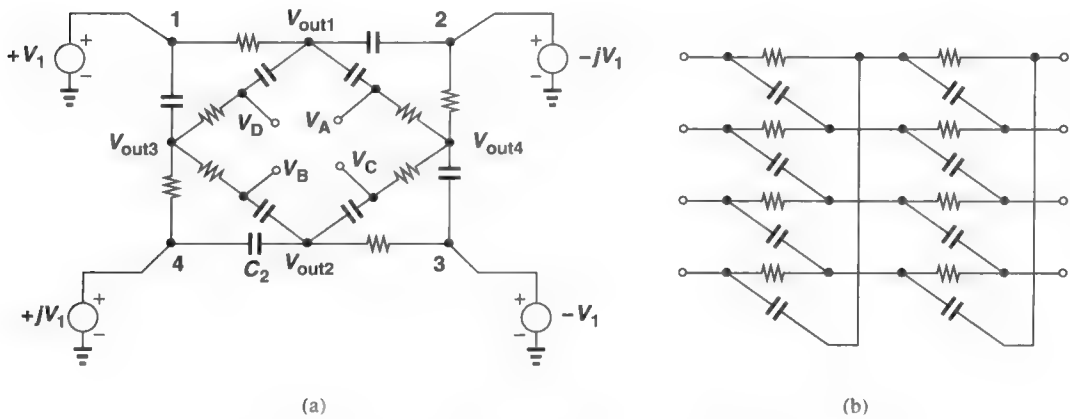 1 V_out1 2
+V_1 + − + − −jV_1
V_D V_A
V_out3 V_B V_C V_out4
4 C_2 V_out2 3
+jV_1 + − + − −V_1
(a) (b)